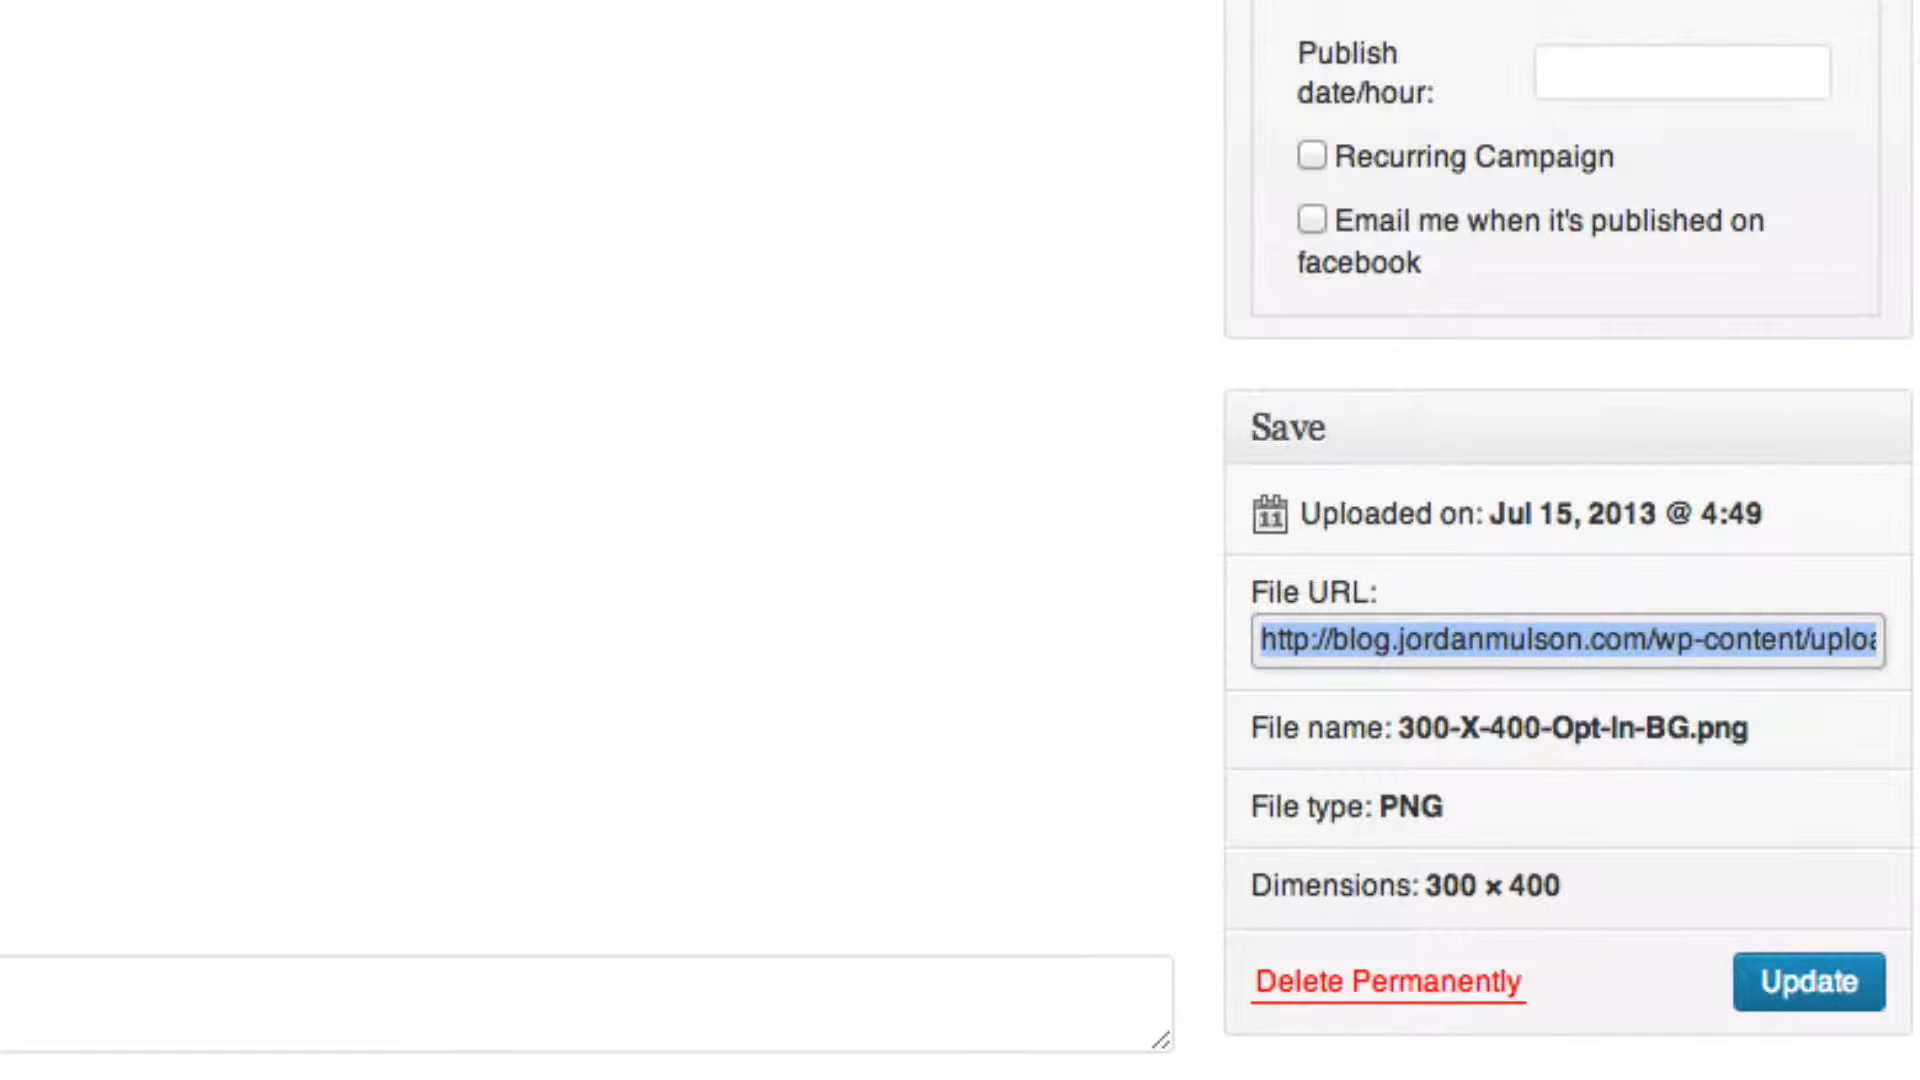 Publish
date/hour:
Recurring Campaign
Email me when it's published on
facebook
Save
11 Uploaded on: Jul 15, 2013 @ 4:49
File URL:
http://blog.jordanmulson.com/wp-content/uploa
File name: 300-X-400-Opt-In-BG.png
File type: PNG
Dimensions: 300 × 400
Delete Permanently
Update